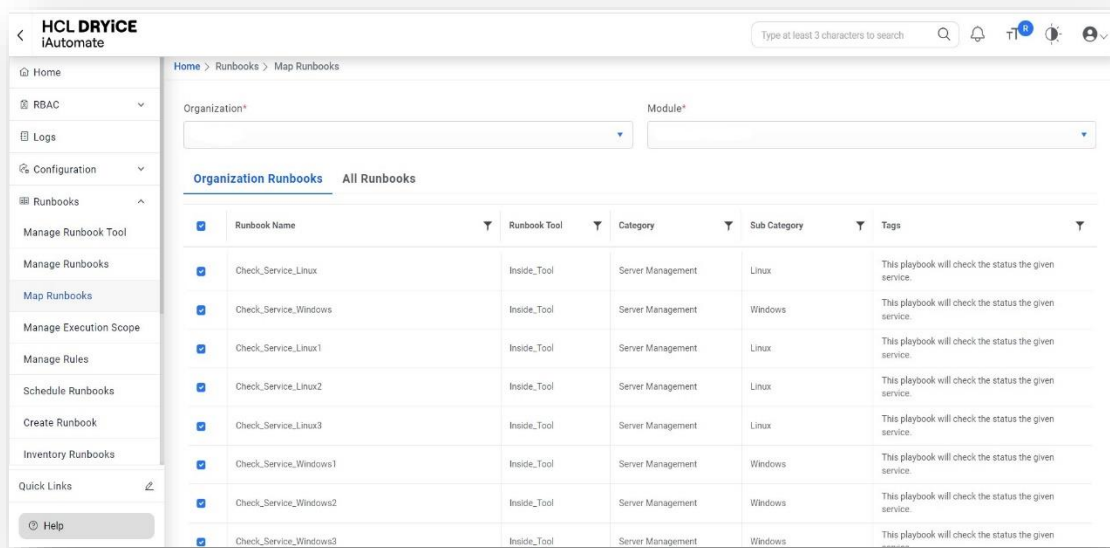 HCL DRYiCE
iAutomate
Type at least 3 characters to search
TT R
Home
RBAC
Logs
Configuration
Runbooks
Manage Runbook Tool
Manage Runbooks
Map Runbooks
Manage Execution Scope
Manage Rules
Schedule Runbooks
Create Runbook
Inventory Runbooks
Quick Links
Help
Home > Runbooks > Map Runbooks
Organization* Module*
Organization Runbooks All Runbooks
Runbook Name Runbook Tool Category Sub Category Tags
Check_Service_Linux Inside_Tool Server Management Linux This playbook will check the status the given
service.
Check_Service_Windows Inside_Tool Server Management Windows This playbook will check the status the given
service.
Check_Service_Linux1 Inside_Tool Server Management Linux This playbook will check the status the given
service.
Check_Service_Linux2 Inside_Tool Server Management Linux This playbook will check the status the given
service.
Check_Service_Linux3 Inside_Tool Server Management Linux This playbook will check the status the given
service.
Check_Service_Windows1 Inside_Tool Server Management Windows This playbook will check the status the given
service.
Check_Service_Windows2 Inside_Tool Server Management Windows This playbook will check the status the given
service.
Check_Service_Windows3 Inside_Tool Server Management Windows This playbook will check the status the given